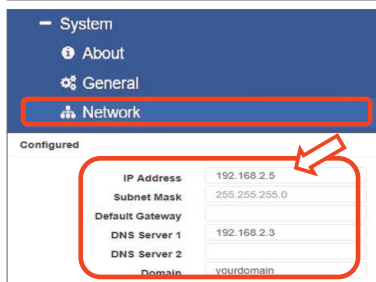 System
About
General
Network
Configured
IP Address 192.168.2.5
Subnet Mask 255.255.255.0
Default Gateway
DNS Server 1 192.168.2.3
DNS Server 2
Domain yourdomain